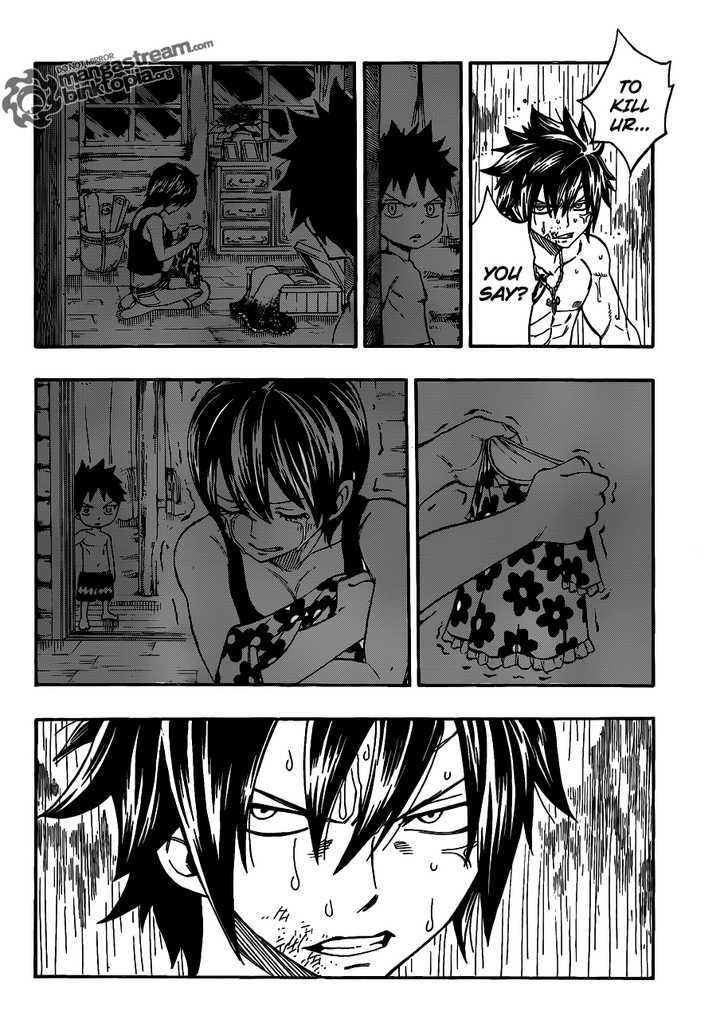 DO NOT MIRROR
mangastream.com
binktopia.org
TO
KILL
UR...
YOU
SAY?